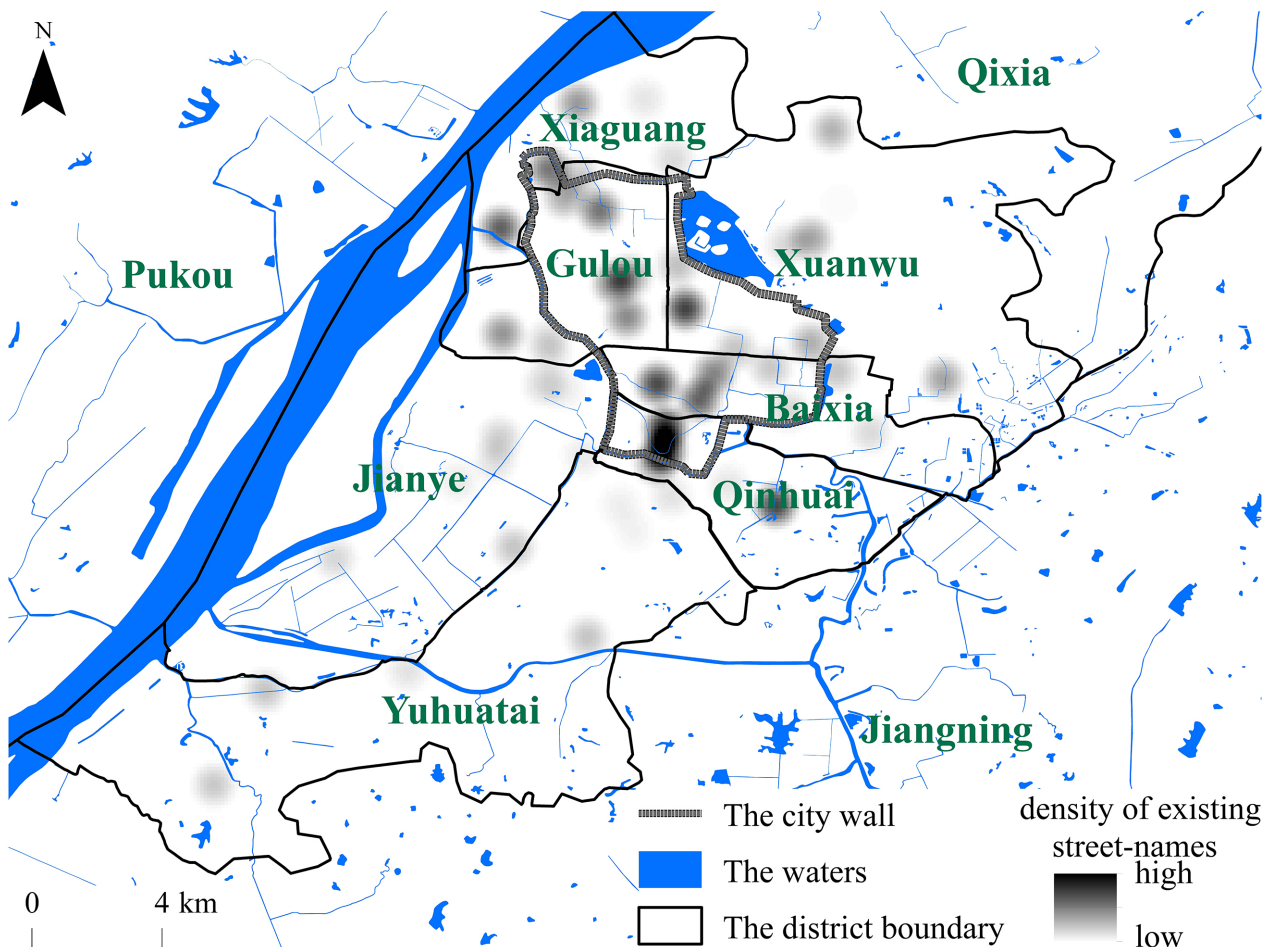 N
Qixia
Xiaguang
Pukou
Gulou
Xuanwu
Baixia
Jianye
Qinhuai
Yuhuatai
Jiangning
The city wall
The waters
The district boundary
density of existing
street-names
high
low
0
4 km